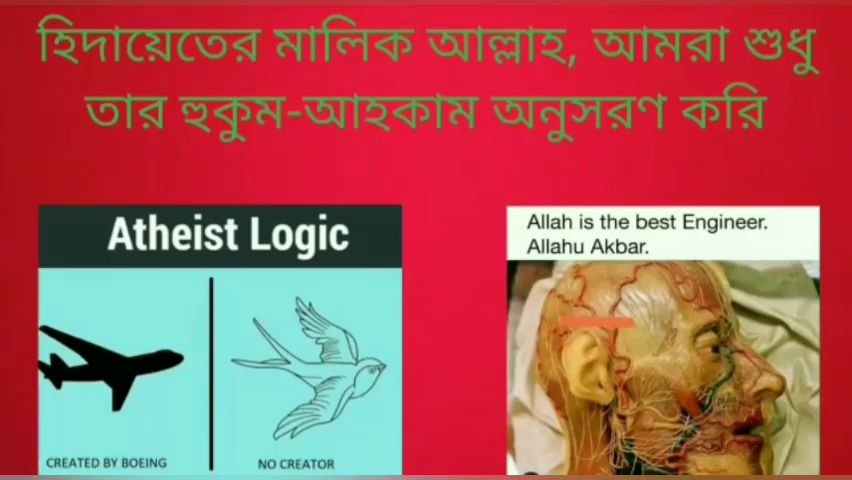 হিদায়েতের মালিক আল্লাহ, আমরা শুধু
তার হুকুম-আহকাম অনুসরণ করি
Atheist Logic
CREATED BY BOEING
NO CREATOR
Allah is the best Engineer.
Allahu Akbar.